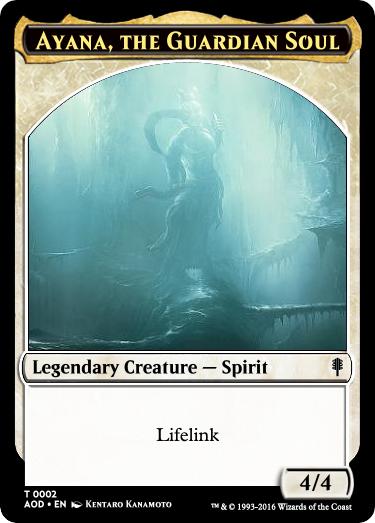 Ayana, the Guardian Soul
Legendary Creature — Spirit
Lifelink
4/4
T 0002
AOD • EN Kentaro Kanamoto
™ & © 1993-2016 Wizards of the Coast